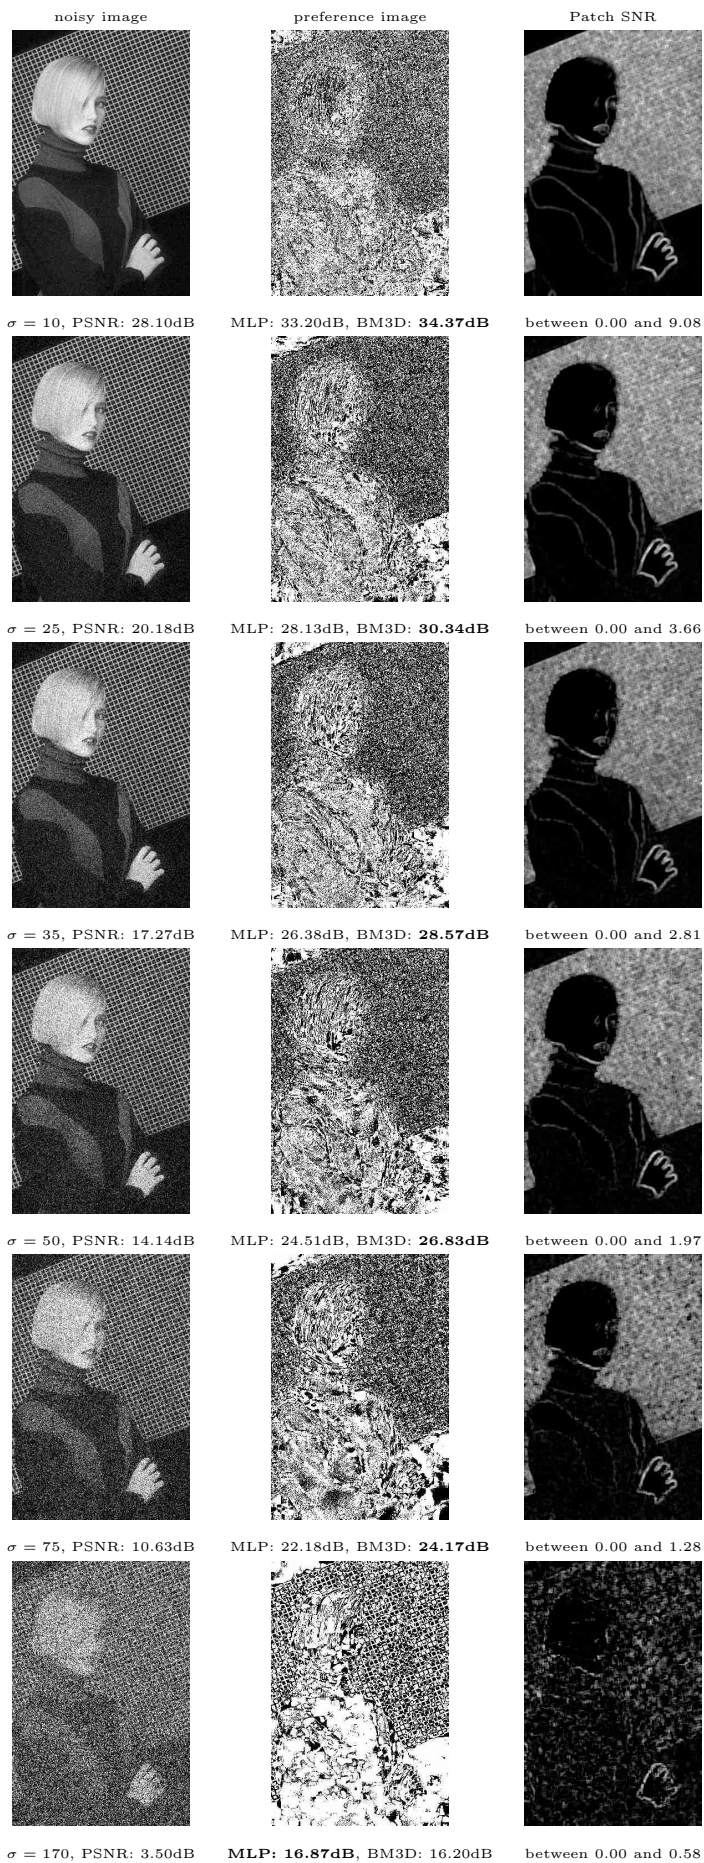 noisy image preference image Patch SNR
σ = 10, PSNR: 28.10dB MLP: 33.20dB, BM3D: 34.37dB between 0.00 and 9.08
σ = 25, PSNR: 20.18dB MLP: 28.13dB, BM3D: 30.34dB between 0.00 and 3.66
σ = 35, PSNR: 17.27dB MLP: 26.38dB, BM3D: 28.57dB between 0.00 and 2.81
σ = 50, PSNR: 14.14dB MLP: 24.51dB, BM3D: 26.83dB between 0.00 and 1.97
σ = 75, PSNR: 10.63dB MLP: 22.18dB, BM3D: 24.17dB between 0.00 and 1.28
σ = 170, PSNR: 3.50dB MLP: 16.87dB, BM3D: 16.20dB between 0.00 and 0.58